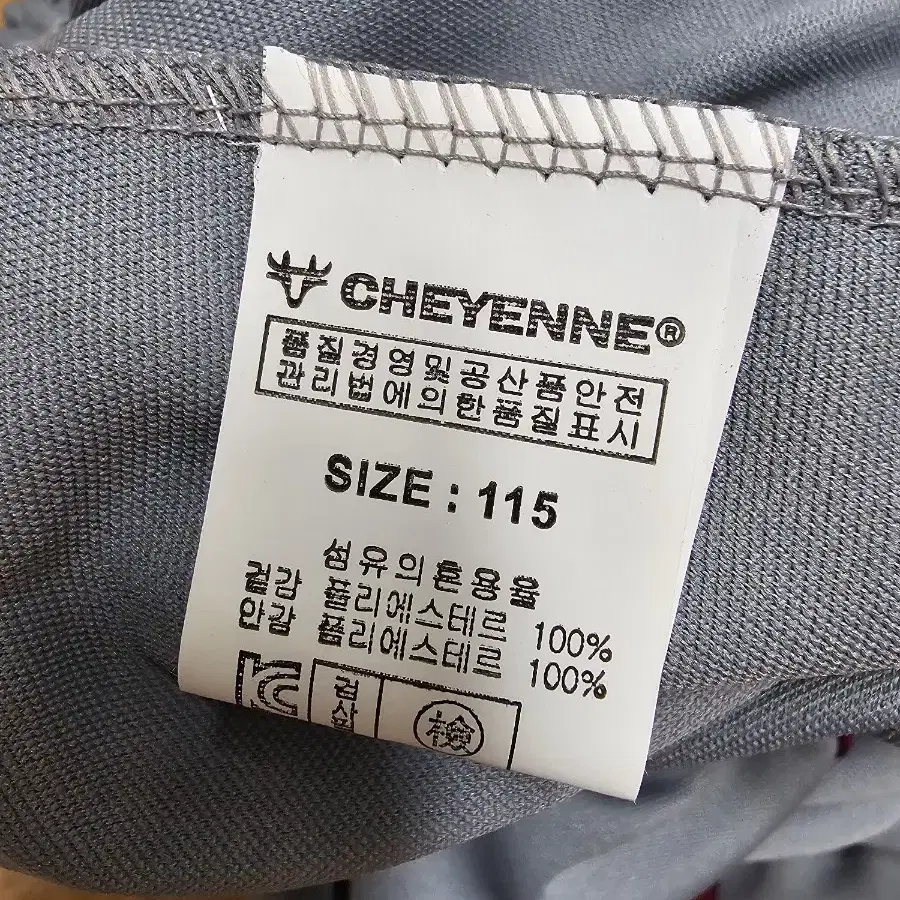 CHEYENNE®
품질경영및공산품안전
관리법에의한품질표시
SIZE : 115
섬유의혼용율
겉감 폴리에스테르 100%
안감 폴리에스테르 100%
KC 검사필 檢